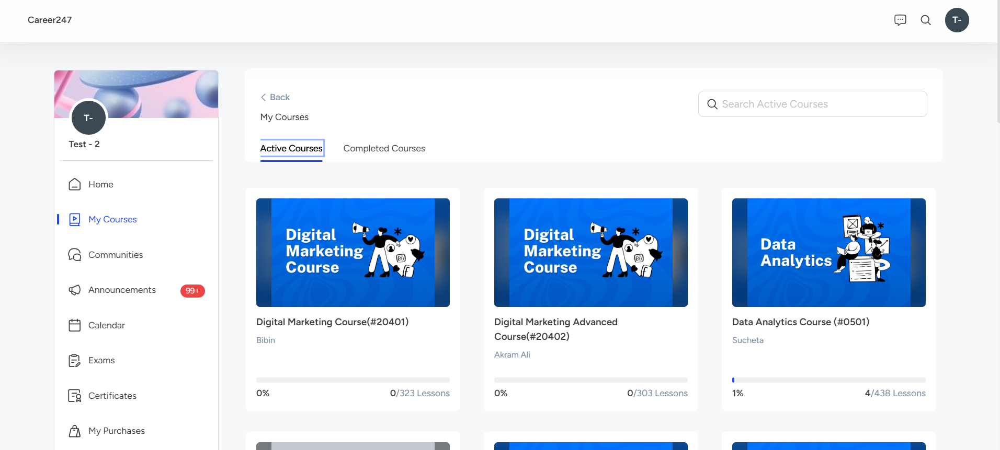 Career247
T-
T-
Test - 2
Home
My Courses
Communities
Announcements 99+
Calendar
Exams
Certificates
My Purchases
Back
My Courses
Search Active Courses
Active Courses Completed Courses
Digital
Marketing
Course
Digital Marketing Course(#20401)
Bibin
0% 0/323 Lessons
Digital
Marketing
Course
Digital Marketing Advanced
Course(#20402)
Akram Ali
0% 0/303 Lessons
Data
Analytics
Data Analytics Course (#0501)
Sucheta
1% 4/438 Lessons